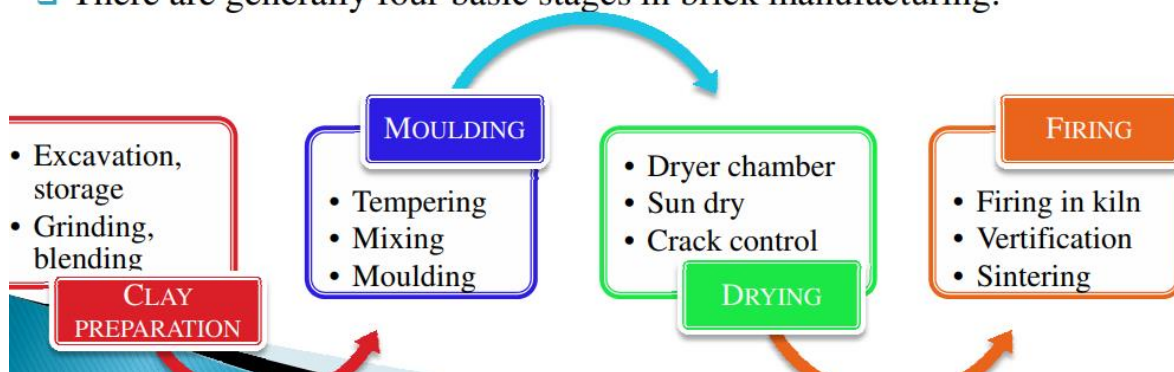 There are generally four basic stages in brick manufacturing:
• Excavation,
storage
• Grinding,
blending
CLAY
PREPARATION
MOULDING
• Tempering
• Mixing
• Moulding
• Dryer chamber
• Sun dry
• Crack control
DRYING
FIRING
• Firing in kiln
• Vertification
• Sintering